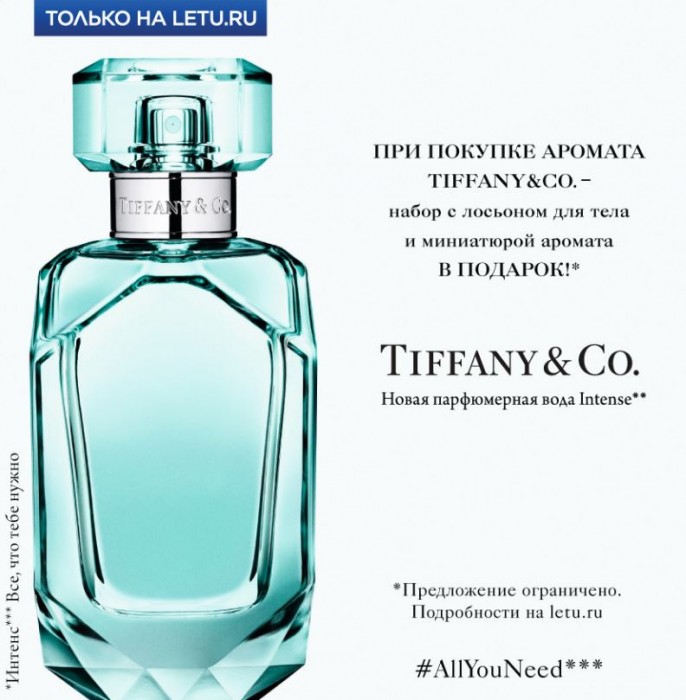 ТОЛЬКО НА LETU.RU
TIFFANY & Co.
ПРИ ПОКУПКЕ АРОМАТА
TIFFANY&CO. –
набор с лосьоном для тела
и миниатюрой аромата
В ПОДАРОК!*
TIFFANY & CO.
Новая парфюмерная вода Intense**
*Интенс*** Все, что тебе нужно
*Предложение ограничено.
Подробности на letu.ru
#AllYouNeed***